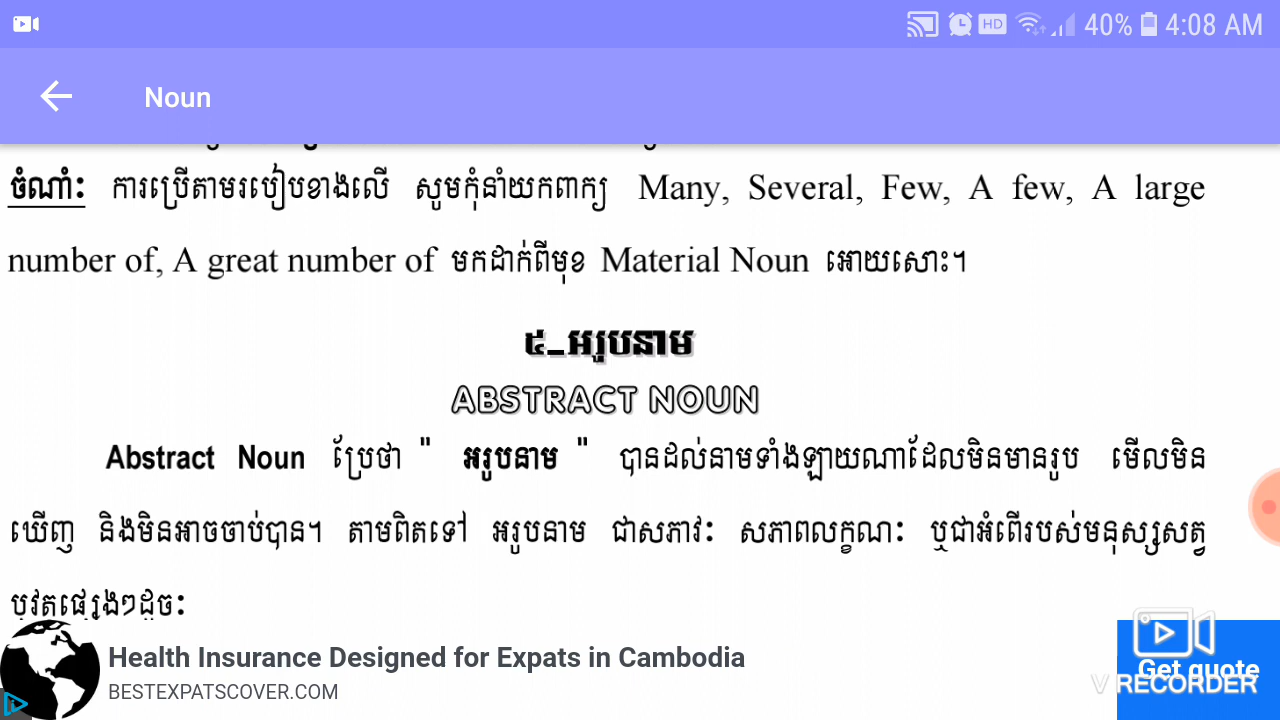 HD 40% 4:08 AM
Noun
ចំណាំ៖ ការប្រើតាមរបៀបខាងលើ សូមកុំនាំយកពាក្យ Many, Several, Few, A few, A large
number of, A great number of មកដាក់ពីមុខ Material Noun អោយសោះ។
៥_អរូបនាម
ABSTRACT NOUN
Abstract Noun ប្រែថា " អរូបនាម " បានដល់នាមទាំងឡាយណាដែលមិនមានរូប មើលមិន
ឃើញ និងមិនអាចចាប់បាន។ តាមពិតទៅ អរូបនាម ជាសភាវៈ សភាពលក្ខណៈ ឬជាអំពើរបស់មនុស្សសត្វ
ឬវត្ថុផ្សេងៗដូចៈ
Health Insurance Designed for Expats in Cambodia
BESTEXPATSCOVER.COM
Get quote
V RECORDER